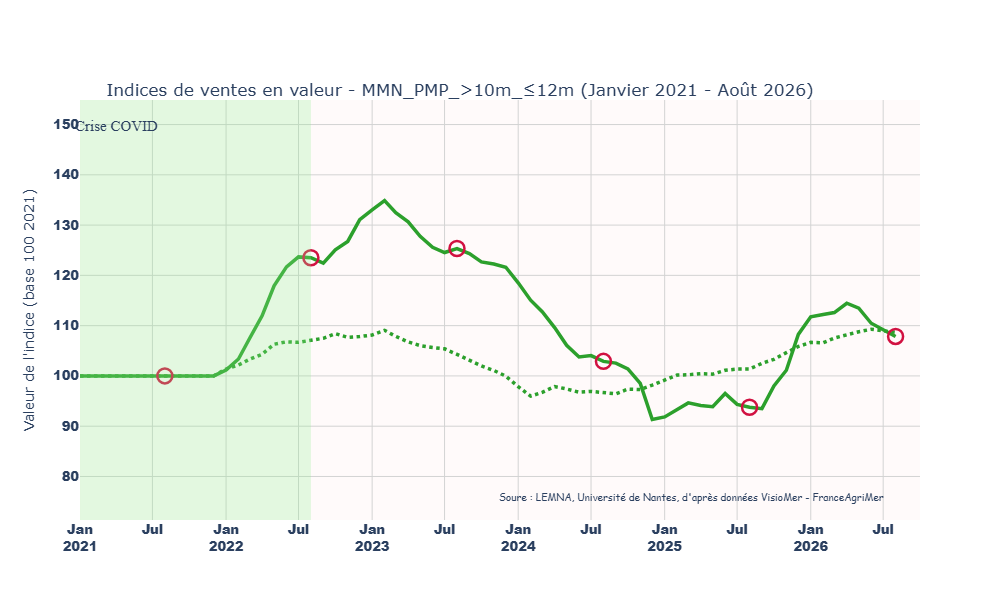 Indices de ventes en valeur - MMN_PMP_>10m_≤12m (Janvier 2021 - Août 2026)
Valeur de l'indice (base 100 2021)
Crise COVID
150
140
130
120
110
100
90
80
Soure : LEMNA, Université de Nantes, d'après données VisioMer - FranceAgriMer
Jan Jul Jan Jul Jan Jul Jan Jul Jan Jul Jan Jul
2021 2022 2023 2024 2025 2026